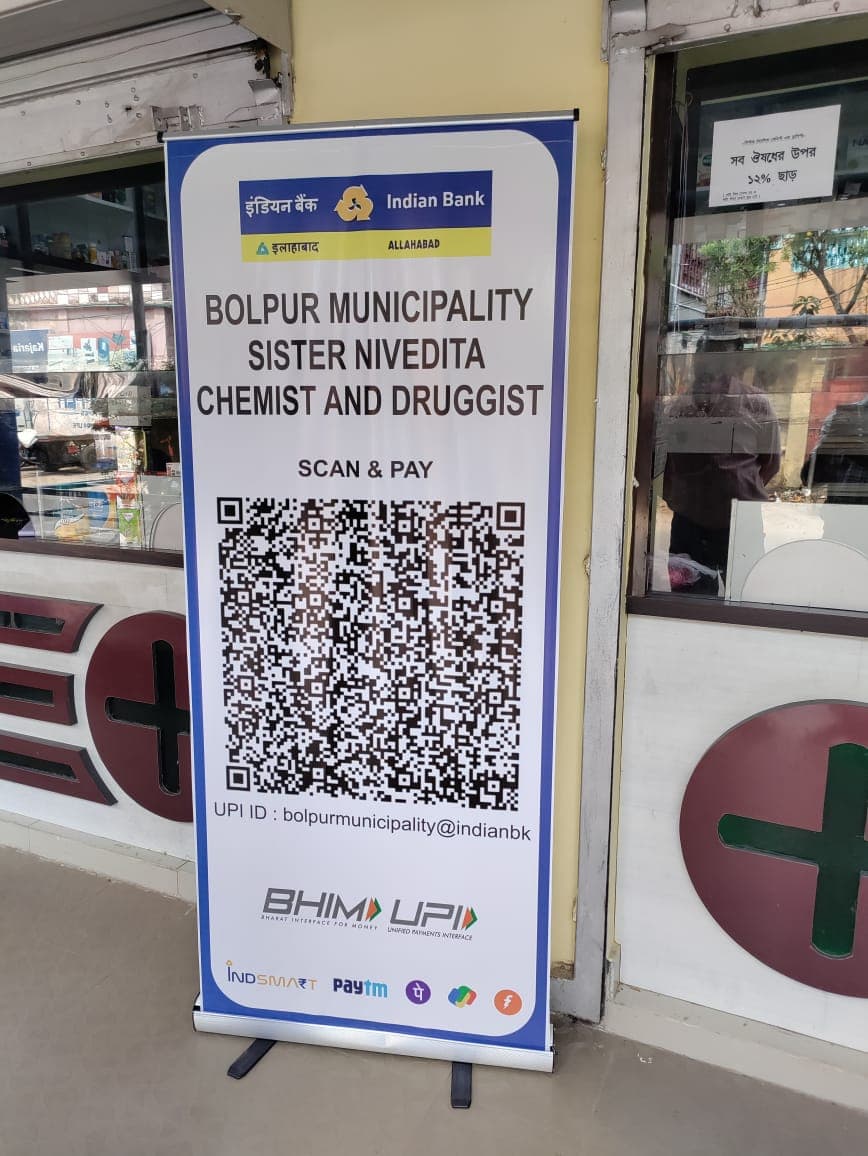 इंडियन बैंक Indian Bank
इलाहाबाद ALLAHABAD
BOLPUR MUNICIPALITY
SISTER NIVEDITA
CHEMIST AND DRUGGIST
SCAN & PAY
UPI ID : bolpurmunicipality@indianbk
BHIM UPI
BHARAT INTERFACE FOR MONEY UNIFIED PAYMENTS INTERFACE
INDSMART Paytm पे
সব ঔষধের উপর
১২% ছাড়
Kajaria